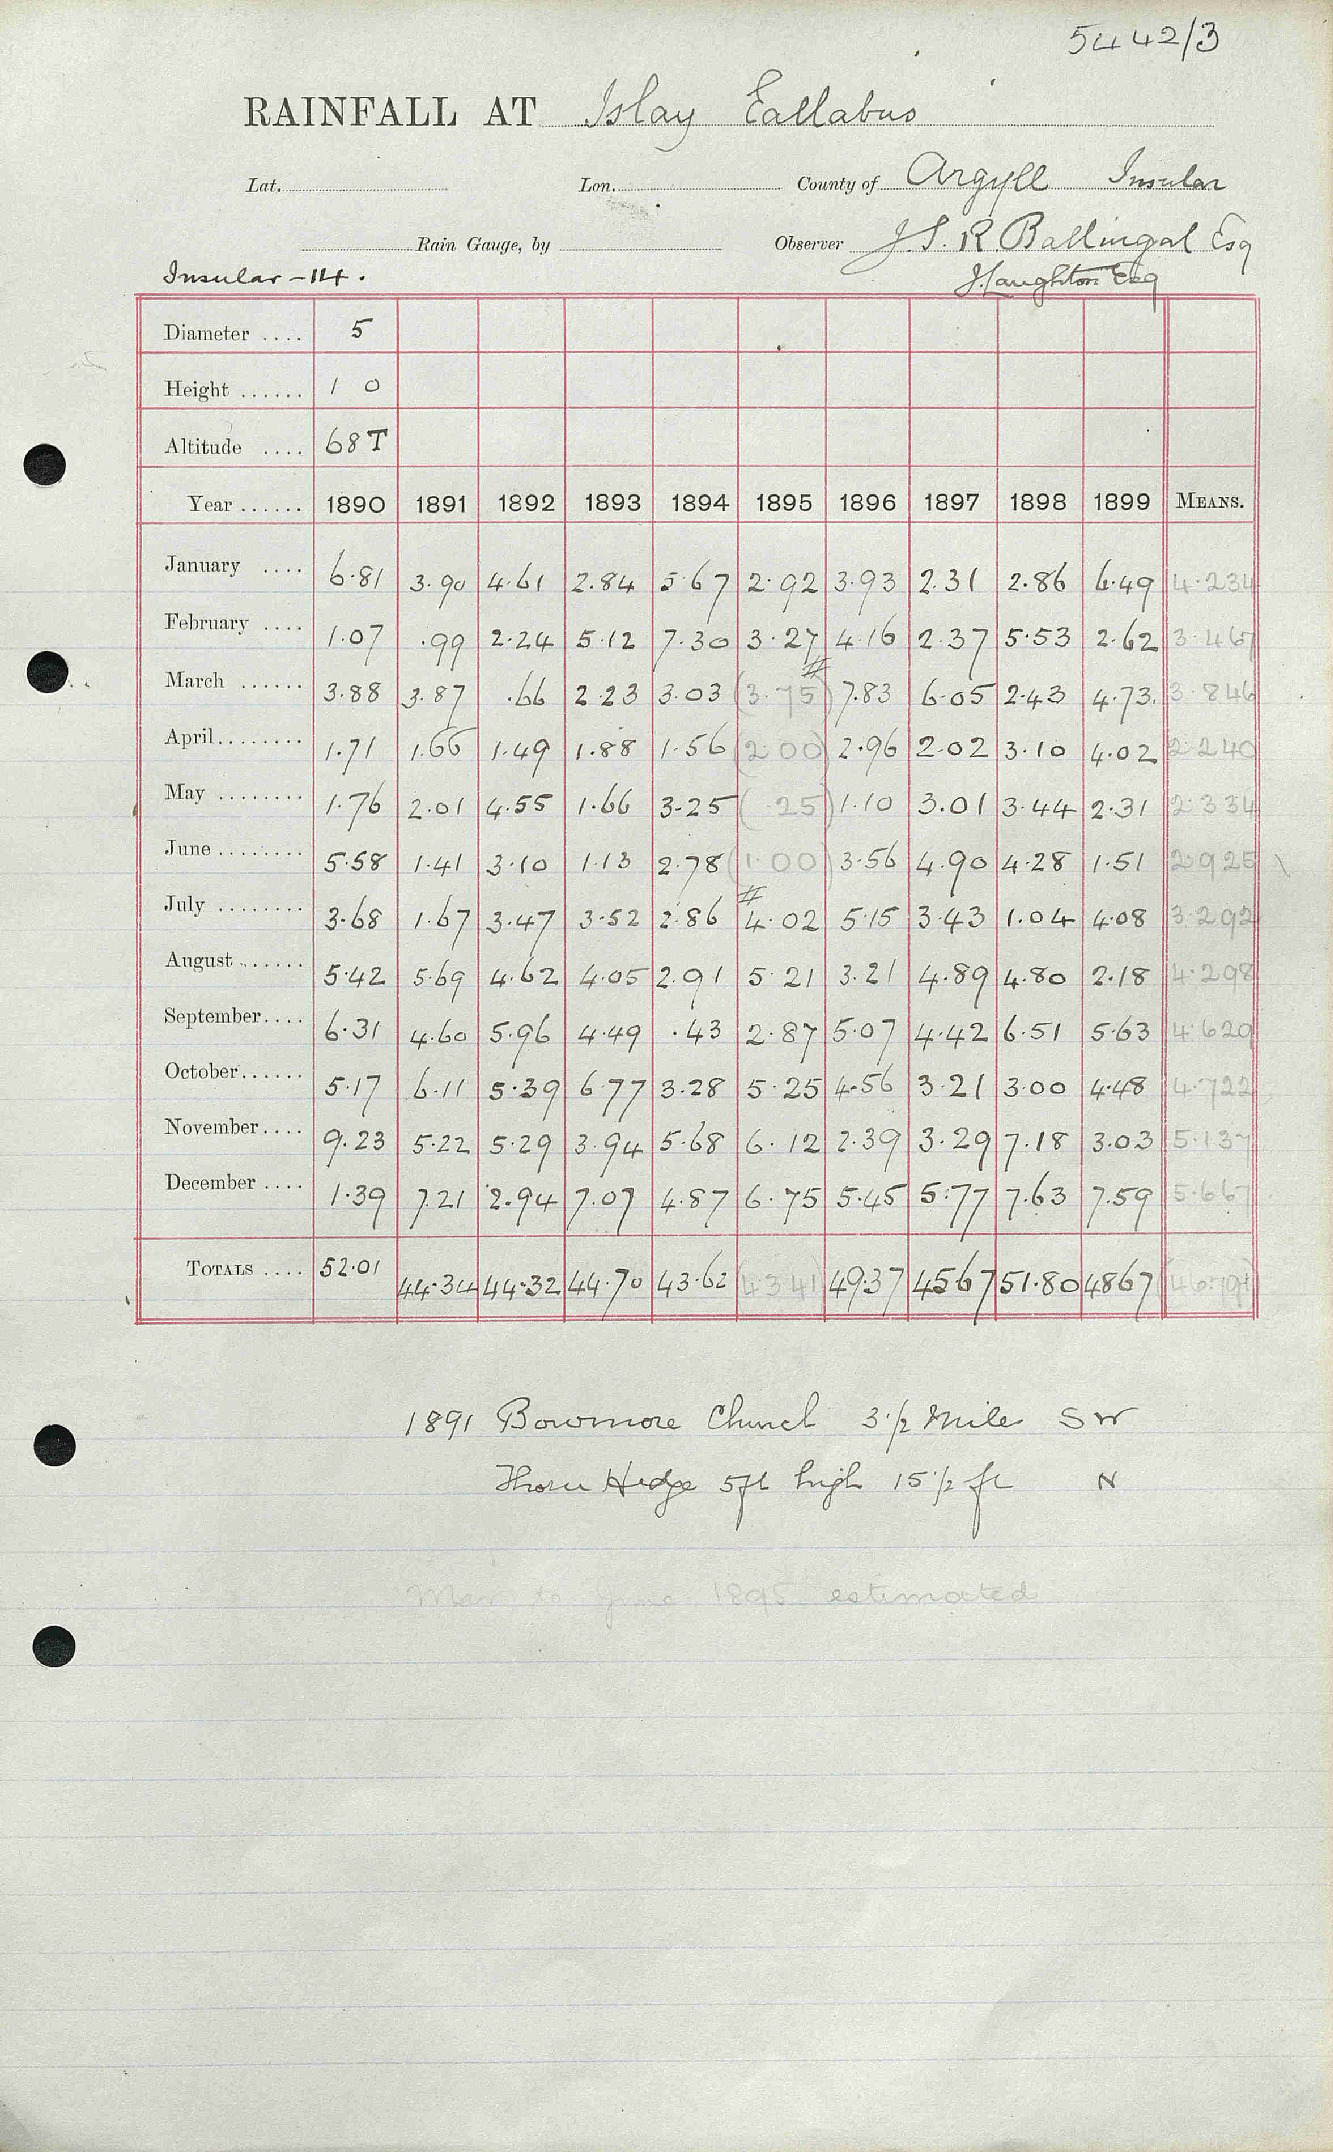 5442/3
RAINFALL AT Islay Eallabus
Lat. Lon. County of Argyll Insular
Rain Gauge, by Observer J. S. R Ballingal Esq
Insular-114. J. Laughton Esq
Diameter .... 5
Height ...... 1 0
Altitude .... 68 T
Year ...... 1890 1891 1892 1893 1894 1895 1896 1897 1898 1899 MEANS.
January .... 6.81 3.90 4.61 2.84 5.67 2.92 3.93 2.31 2.86 6.49 4.234
February .... 1.07 .99 2.24 5.12 7.30 3.27 4.16 2.37 5.53 2.62 3.467
March ...... 3.88 3.87 .66 2.23 3.03 (3.75) # 7.83 6.05 2.43 4.73 3.846
April ........ 1.71 1.66 1.49 1.88 1.56 (2.00) 2.96 2.02 3.10 4.02 2.240
May ........ 1.76 2.01 4.55 1.66 3.25 (.25) 1.10 3.01 3.44 2.31 2.334
June ........ 5.58 1.41 3.10 1.13 2.78 (1.00) 3.56 4.90 4.28 1.51 2.925
July ........ 3.68 1.67 3.47 3.52 2.86 # 4.02 5.15 3.43 1.04 4.08 3.292
August ...... 5.42 5.69 4.62 4.05 2.91 5.21 3.21 4.89 4.80 2.18 4.298
September .... 6.31 4.60 5.96 4.49 .43 2.87 5.07 4.42 6.51 5.63 4.629
October ...... 5.17 6.11 5.39 6.77 3.28 5.25 4.56 3.21 3.00 4.48 4.722
November .... 9.23 5.22 5.29 3.94 5.68 6.12 2.39 3.29 7.18 3.03 5.137
December .... 1.39 7.21 2.94 7.07 4.87 6.75 5.45 5.77 7.63 7.59 5.667
TOTALS .... 52.01 44.34 44.32 44.70 43.62 (43.41) 49.37 45.67 51.80 48.67 (46.791)
1891 Bowmore Church 3 1/2 Mile SW
Thorn Hedge 5ft high 15 1/2 ft N
Mar to June 1895 estimated